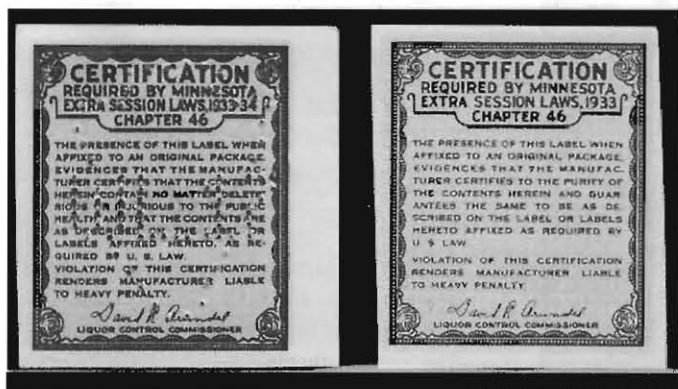 CERTIFICATION
REQUIRED BY MINNESOTA
EXTRA SESSION LAWS, 1933-34
CHAPTER 46
THE PRESENCE OF THIS LABEL WHEN
AFFIXED TO AN ORIGINAL PACKAGE,
EVIDENCES THAT THE MANUFAC-
TURER CERTIFIES THAT THE CONTENTS
HEREIN CONTAIN NO MATTER DELETE
RIOUS OR INJURIOUS TO THE PUBLIC
HEALTH, AND THAT THE CONTENTS ARE
AS DESCRIBED ON THE LABEL OR
LABELS AFFIXED HERETO, AS RE-
QUIRED BY U. S. LAW.
VIOLATION OF THIS CERTIFICATION
RENDERS MANUFACTURER LIABLE
TO HEAVY PENALTY.
David R. Arundel
LIQUOR CONTROL COMMISSIONER
CERTIFICATION
REQUIRED BY MINNESOTA
EXTRA SESSION LAWS, 1933
CHAPTER 46
THE PRESENCE OF THIS LABEL WHEN
AFFIXED TO AN ORIGINAL PACKAGE,
EVIDENCES THAT THE MANUFAC-
TURER CERTIFIES TO THE PURITY OF
THE CONTENTS HEREIN AND GUAR
ANTEES THE SAME TO BE AS DE-
SCRIBED ON THE LABEL OR LABELS
HERETO AFFIXED AS REQUIRED BY
U S LAW
VIOLATION OF THIS CERTIFICATION
RENDERS MANUFACTURER LIABLE
TO HEAVY PENALTY.
David R. Arundel
LIQUOR CONTROL COMMISSIONER